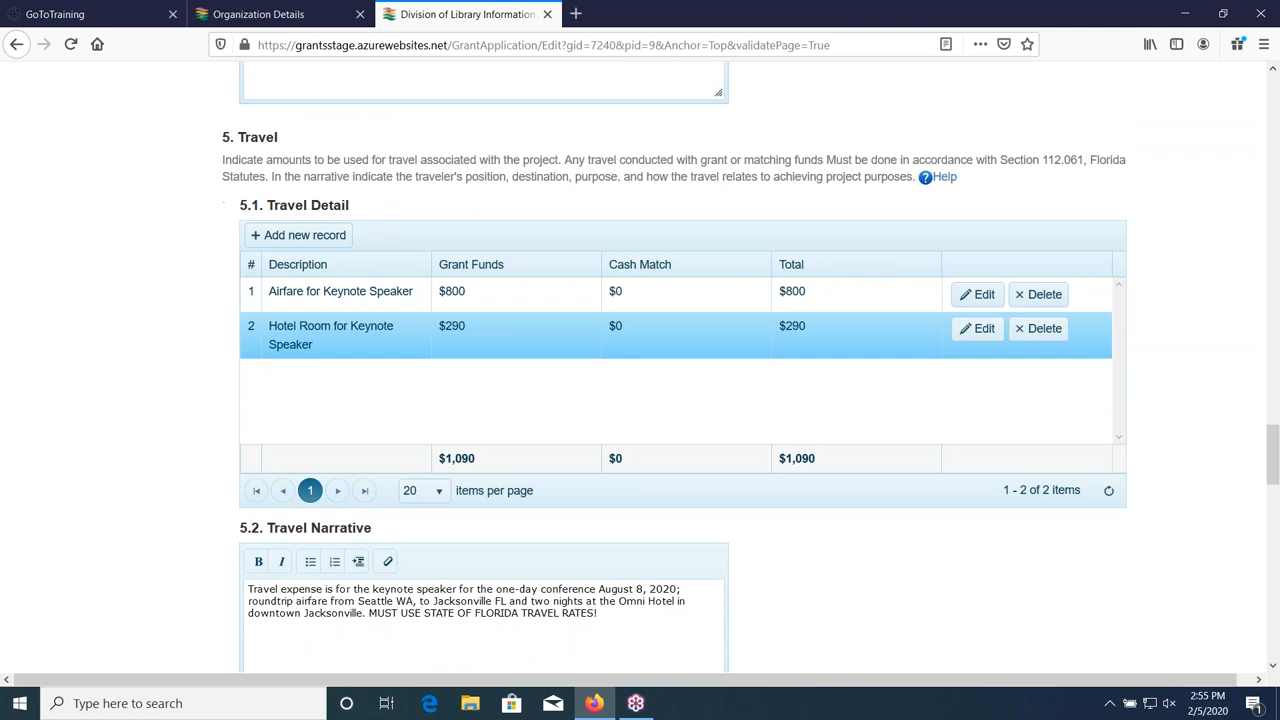 GoToTraining
Organization Details
Division of Library Information
https://grantsstage.azurewebsites.net/GrantApplication/Edit?gid=7240&pid=9&Anchor=Top&validatePage=True
5. Travel
Indicate amounts to be used for travel associated with the project. Any travel conducted with grant or matching funds Must be done in accordance with Section 112.061, Florida
Statutes. In the narrative indicate the traveler's position, destination, purpose. and how the travel relates to achieving project purposes. ?Help
5.1. Travel Detail
+ Add new record
# Description Grant Funds Cash Match Total
1 Airfare for Keynote Speaker $800 $0 $800 Edit × Delete
2 Hotel Room for Keynote $290 $0 $290 Edit × Delete
Speaker
$1,090 $0 $1,090
1 20 items per page 1 - 2 of 2 items
5.2. Travel Narrative
B I
Travel expense is for the keynote speaker for the one-day conference August 8, 2020;
roundtrip airfare from Seattle WA, to Jacksonville FL and two nights at the Omni Hotel in
downtown Jacksonville. MUST USE STATE OF FLORIDA TRAVEL RATES!
Type here to search
2:55 PM
2/5/2020
1